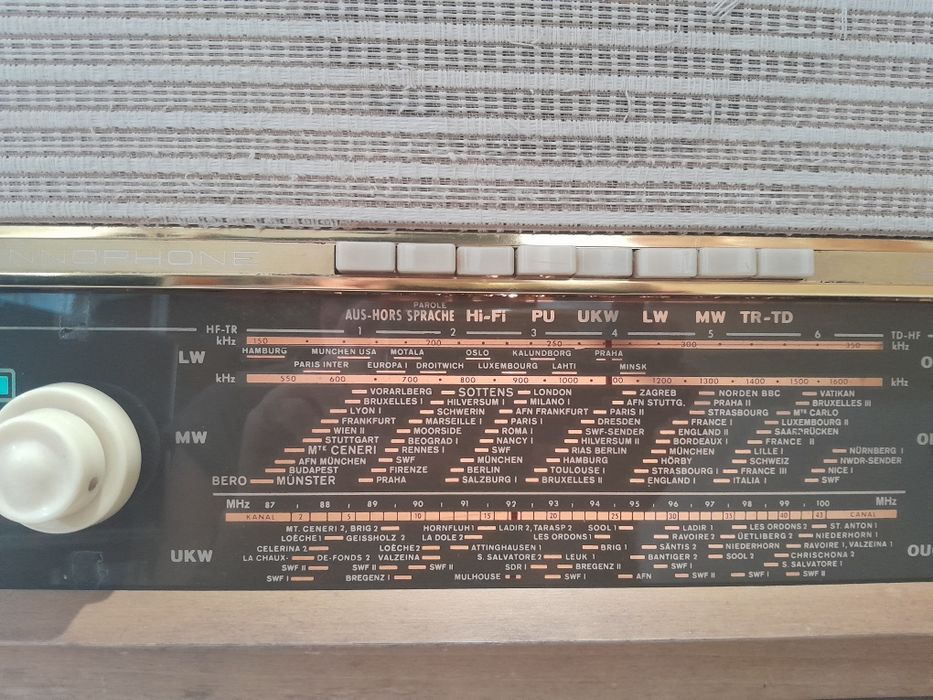 NNOPHONE
PAROLE
AUS-HORS SPRACHE Hi-Fi PU UKW LW MW TR-TD
HF-TR 1 2 3 4 5 6 TD-HF
kHz 150 200 250 300 350 kHz
LW
HAMBURG MUNCHEN USA MOTALA OSLO KALUNDBORG PRAHA
PARIS INTER EUROPA I DROITWICH LUXEMBOURG LAHTI MINSK
kHz 550 600 700 800 900 1000 1200 1300 1400 1500 1600 kHz
VORARLBERG SOTTENS LONDON ZAGREB NORDEN BBC VATIKAN
BRUXELLES I HILVERSUM I MILANO I AFN STUTTG. PRAHA II BRUXELLES III
LYON I SCHWERIN AFN FRANKFURT PARIS II STRASBOURG MTE CARLO
FRANKFURT MARSEILLE I PARIS I DRESDEN FRANCE I LUXEMBOURG II
MW WIEN II MOORSIDE ROMA I SWF-SENDER ENGLAND II SAARBRÜCKEN
STUTTGART BEOGRAD I NANCY I HILVERSUM II BORDEAUX I FRANCE II
MTE CENERI RENNES I SWF RIAS BERLIN MÜNCHEN LILLE I NÜRNBERG I
AFN MÜNCHEN SWF MÜNCHEN HAMBURG HÖRBY SCHWEIZ NWDR-SENDER
BUDAPEST FIRENZE BERLIN TOULOUSE I STRASBOURG I FRANCE III NICE I
BERO MÜNSTER PRAHA SALZBURG I BRUXELLES II ENGLAND I ITALIA I SWF
MHz 87 88 89 90 91 92 93 94 95 96 97 98 99 100 MHz
KANAL 2 5 10 15 20 25 30 35 40 43 CANAL
MT. CENERI 2, BRIG 2 HORNFLUH 1 LADIR 2, TARASP 2 SOOL 1 LADIR 1 LES ORDONS 2 ST. ANTON 1
LOËCHE 1 GEISSHOLZ 2 LA DOLE 2 LES ORDONS 1 RAVOIRE 2 ÜETLIBERG 2 NIEDERHORN 1
CELERINA 2 LOËCHE 2 ATTINGHAUSEN 1 BRIG 1 SÄNTIS 2 NIEDERHORN RAVOIRE 1, VALZEINA 1
UKW LA CHAUX- DE-FONDS 2 VALZEINA S. SALVATORE 2 LEUK 1 BANTIGER 2 SOOL 2 CHRISCHONA 2
SWF II SWF II SWF II SDR I BREGENZ II SWF I S. SALVATORE 1
SWF I BREGENZ I MULHOUSE SWF I AFN SWF II SWF I SWF II